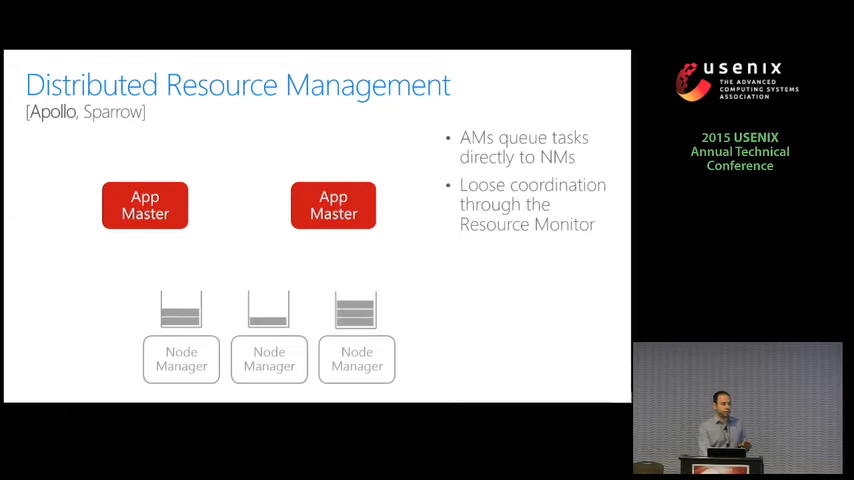 Distributed Resource Management
[Apollo, Sparrow]
• AMs queue tasks
directly to NMs
• Loose coordination
through the
Resource Monitor
App
Master
App
Master
Node
Manager
Node
Manager
Node
Manager
usenix
THE ADVANCED
COMPUTING SYSTEMS
ASSOCIATION
2015 USENIX
Annual Technical
Conference